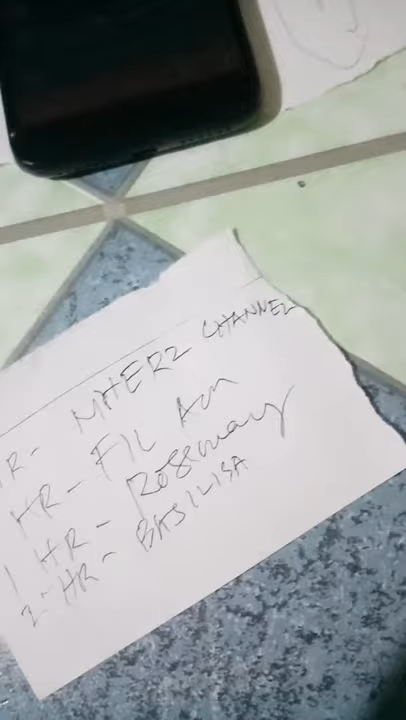 HR- MHERZ CHANNEL
HR- FIL Am
1 HR- Rosemary
2-HR- BASILISA